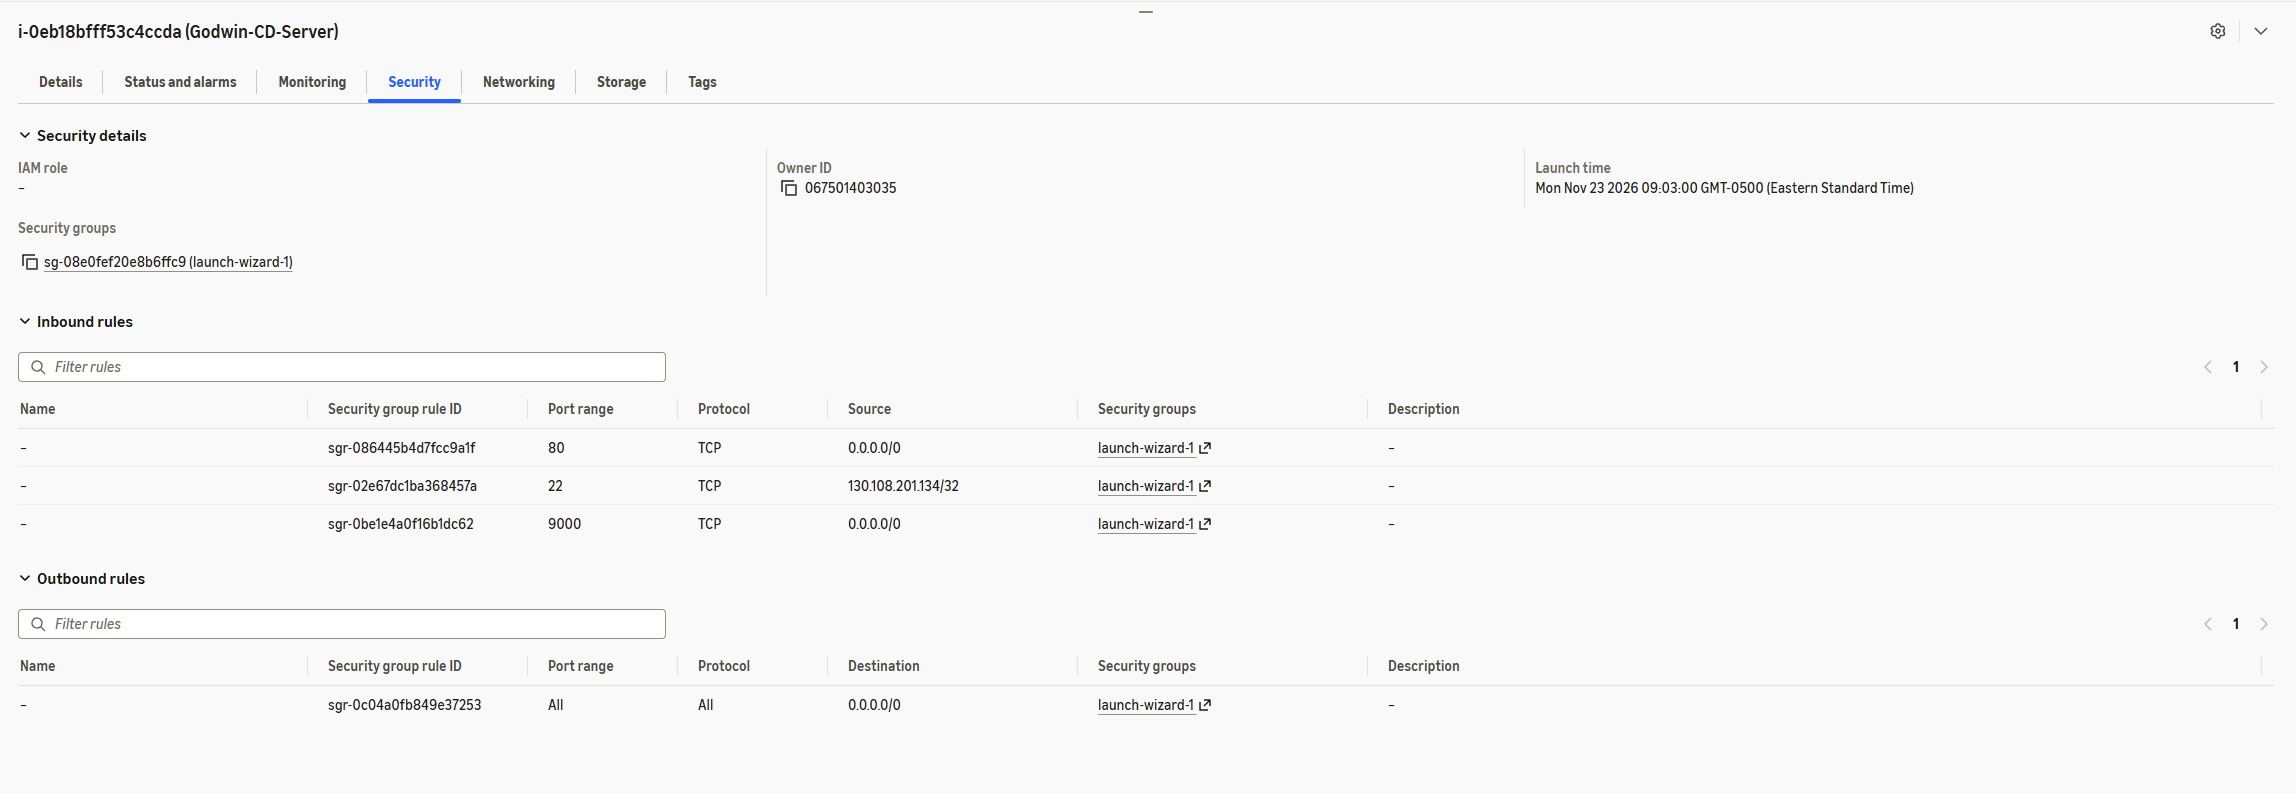 i-0eb18bfff53c4ccda (Godwin-CD-Server)
Details Status and alarms Monitoring Security Networking Storage Tags
Security details
IAM role
–
Owner ID
067501403035
Launch time
Mon Nov 23 2026 09:03:00 GMT-0500 (Eastern Standard Time)
Security groups
sg-08e0fef20e8b6ffc9 (launch-wizard-1)
Inbound rules
Filter rules
1
Name Security group rule ID Port range Protocol Source Security groups Description
– sgr-086445b4d7fcc9a1f 80 TCP 0.0.0.0/0 launch-wizard-1 –
– sgr-02e67dc1ba368457a 22 TCP 130.108.201.134/32 launch-wizard-1 –
– sgr-0be1e4a0f16b1dc62 9000 TCP 0.0.0.0/0 launch-wizard-1 –
Outbound rules
Filter rules
1
Name Security group rule ID Port range Protocol Destination Security groups Description
– sgr-0c04a0fb849e37253 All All 0.0.0.0/0 launch-wizard-1 –